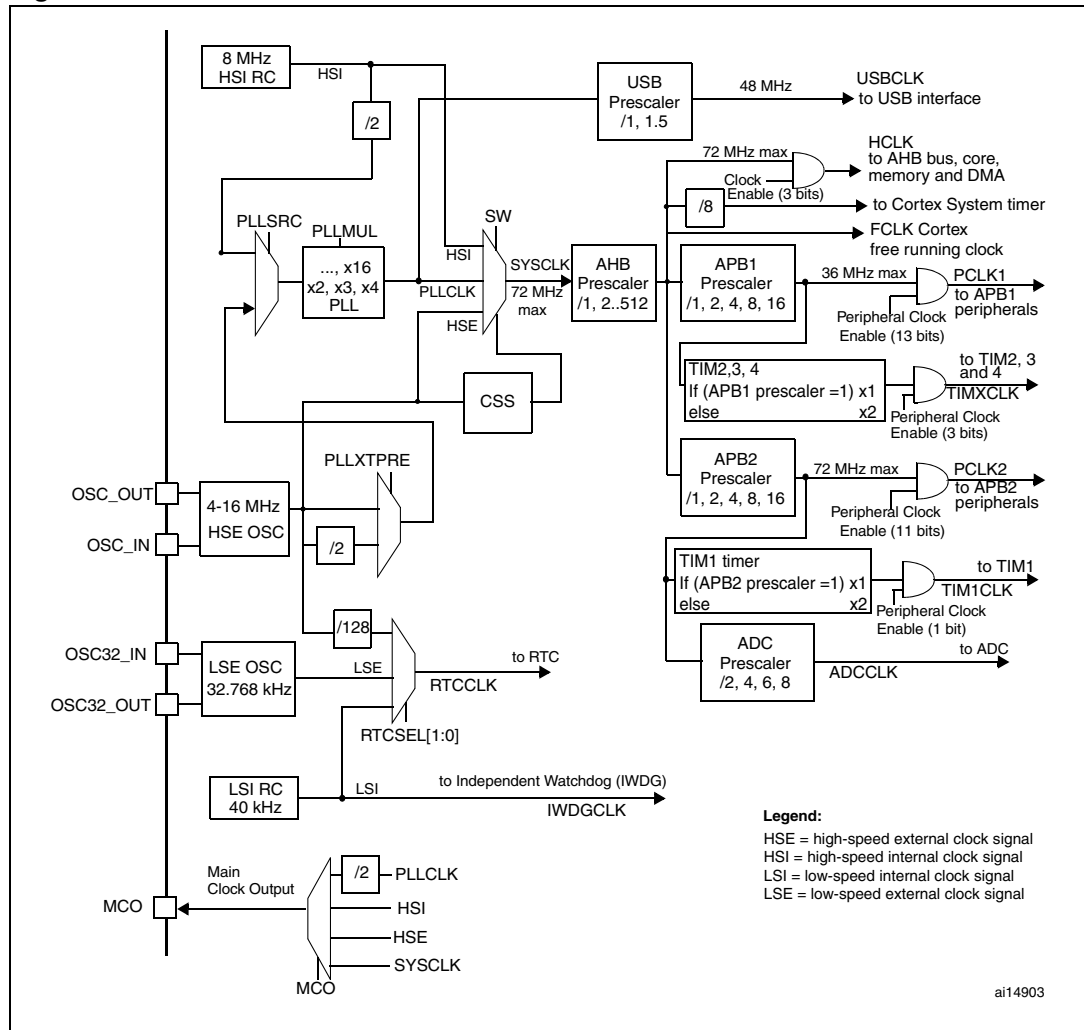 8 MHz
HSI RC
HSI
/2
USB
Prescaler
/1, 1.5
48 MHz
USBCLK
to USB interface
72 MHz max
Clock
Enable (3 bits)
HCLK
to AHB bus, core,
memory and DMA
/8
to Cortex System timer
FCLK Cortex
free running clock
PLLSRC
PLLMUL
..., x16
x2, x3, x4
PLL
SW
HSI
PLLCLK
HSE
SYSCLK
72 MHz
max
AHB
Prescaler
/1, 2..512
APB1
Prescaler
/1, 2, 4, 8, 16
36 MHz max
PCLK1
to APB1
peripherals
Peripheral Clock
Enable (13 bits)
TIM2,3, 4
If (APB1 prescaler =1) x1
else x2
to TIM2, 3
and 4
TIMXCLK
Peripheral Clock
Enable (3 bits)
CSS
PLLXTPRE
OSC_OUT
OSC_IN
4-16 MHz
HSE OSC
/2
APB2
Prescaler
/1, 2, 4, 8, 16
72 MHz max
PCLK2
to APB2
peripherals
Peripheral Clock
Enable (11 bits)
TIM1 timer
If (APB2 prescaler =1) x1
else x2
to TIM1
TIM1CLK
Peripheral Clock
Enable (1 bit)
ADC
Prescaler
/2, 4, 6, 8
to ADC
ADCCLK
/128
OSC32_IN
OSC32_OUT
LSE OSC
32.768 kHz
LSE
to RTC
RTCCLK
RTCSEL[1:0]
LSI RC
40 kHz
LSI
to Independent Watchdog (IWDG)
IWDGCLK
Legend:
HSE = high-speed external clock signal
HSI = high-speed internal clock signal
LSI = low-speed internal clock signal
LSE = low-speed external clock signal
Main
Clock Output
MCO
/2
PLLCLK
HSI
HSE
SYSCLK
MCO
ai14903